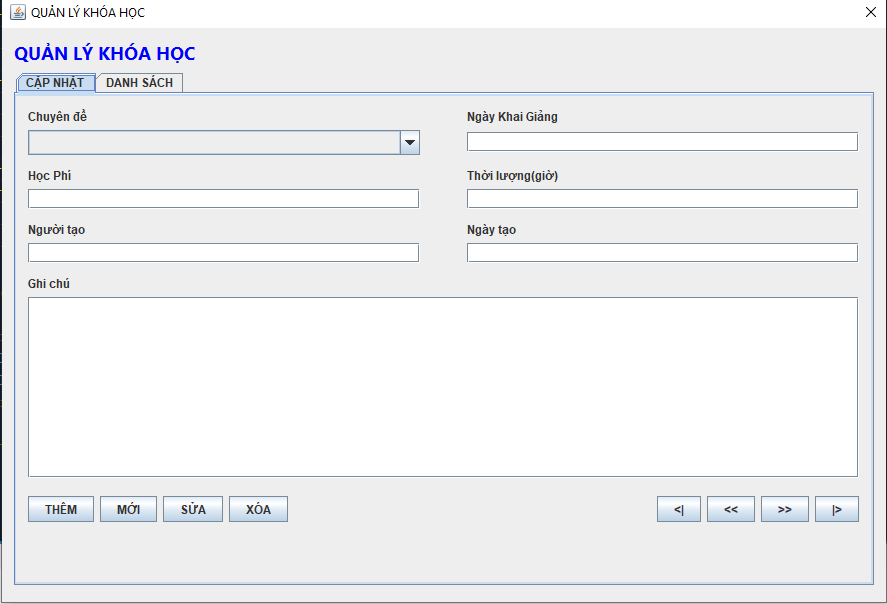 QUẢN LÝ KHÓA HỌC
QUẢN LÝ KHÓA HỌC
CẬP NHẬT DANH SÁCH
Chuyên đề Ngày Khai Giảng
Học Phí Thời lượng(giờ)
Người tạo Ngày tạo
Ghi chú
THÊM MỚI SỬA XÓA <| << >> |>